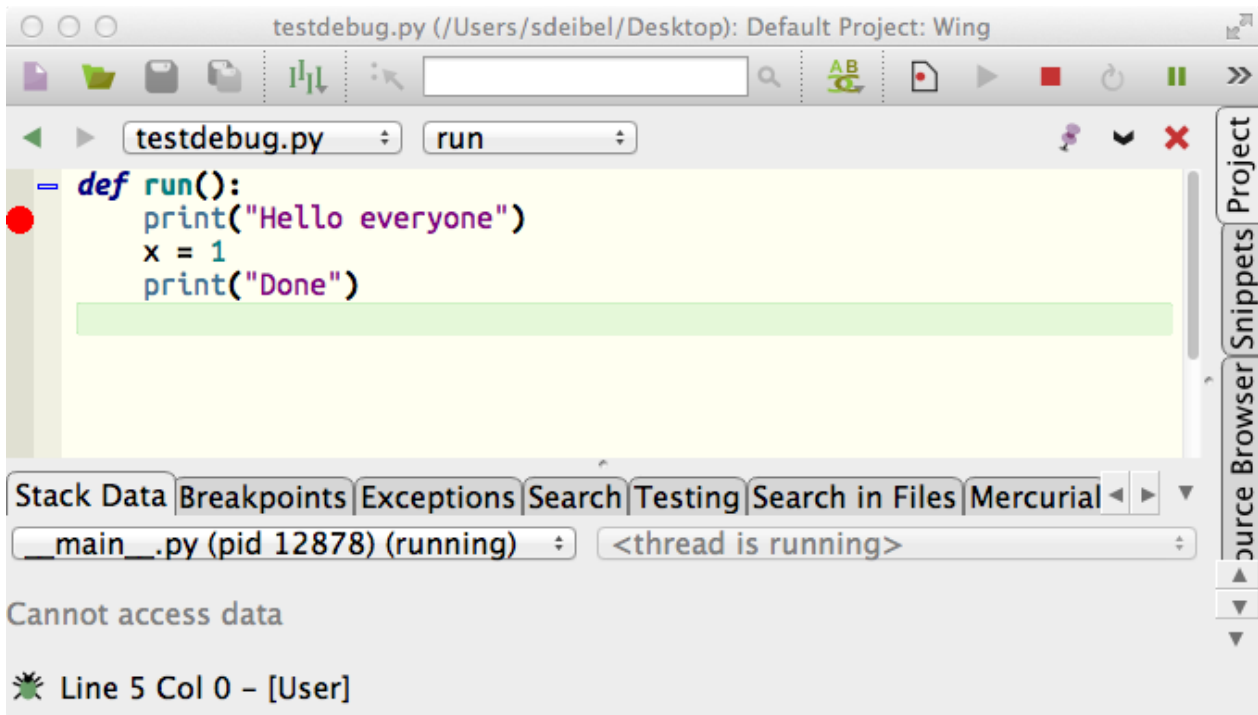 testdebug.py (/Users/sdeibel/Desktop): Default Project: Wing
AB
testdebug.py run
def run():
print("Hello everyone")
x = 1
print("Done")
Project
Snippets
ource Browser
Stack Data Breakpoints Exceptions Search Testing Search in Files Mercurial
__main__.py (pid 12878) (running) <thread is running>
Cannot access data
Line 5 Col 0 – [User]